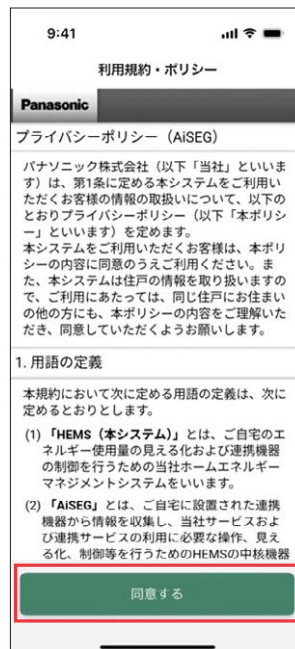 9:41
利用規約・ポリシー
Panasonic
プライバシーポリシー（AiSEG）
パナソニック株式会社（以下「当社」といいま
す）は、第1条に定める本システムをご利用い
ただくお客様の情報の取扱いについて、以下の
とおりプライバシーポリシー（以下「本ポリシ
ー」といいます）を定めます。
本システムをご利用いただくお客様は、本ポリ
シーの内容に同意のうえご利用ください。ま
た、本システムは住戸の情報を取り扱いますの
で、ご利用にあたっては、同じ住戸にお住まい
の他の方にも、本ポリシーの内容をご理解いた
だき、同意していただくようお願いします。
1. 用語の定義
本規約において次に定める用語の定義は、次に
定めるとおりとします。
(1) 「HEMS（本システム）」とは、ご自宅のエ
ネルギー使用量の見える化および連携機器
の制御を行うための当社ホームエネルギー
マネジメントシステムをいいます。
(2) 「AiSEG」とは、ご自宅に設置された連携
機器から情報を収集し、当社サービスおよ
び連携サービスの利用に必要な操作、見え
る化、制御等を行うためのHEMSの中核機器
同意する